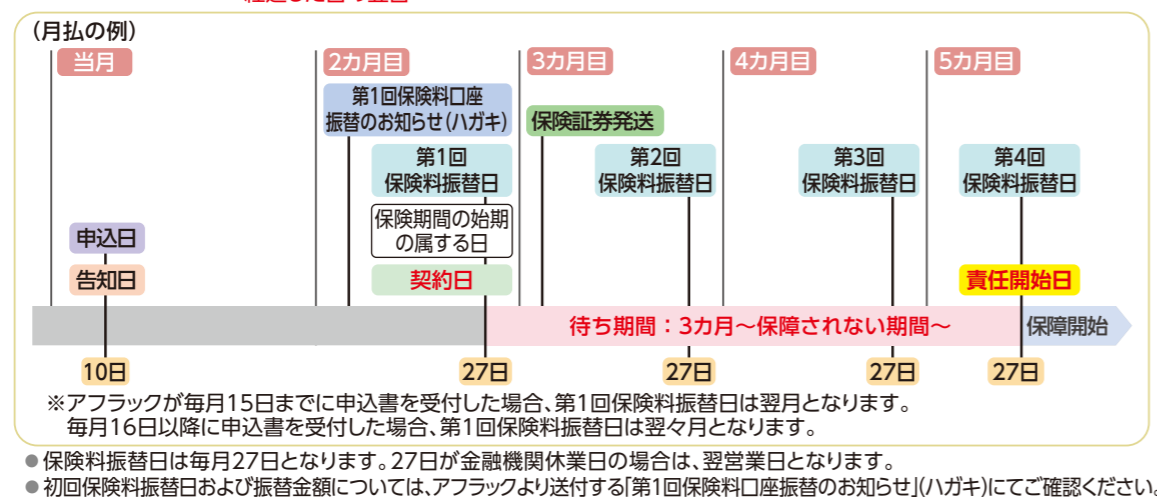 （月払の例）
当月
2カ月目
3カ月目
4カ月目
5カ月目
第1回保険料口座
振替のお知らせ（ハガキ）
保険証券発送
第1回
保険料振替日
第2回
保険料振替日
第3回
保険料振替日
第4回
保険料振替日
保険期間の始期
の属する日
申込日
告知日
契約日
責任開始日
待ち期間：3カ月～保障されない期間～
保障開始
10日
27日
27日
27日
27日
※アフラックが毎月15日までに申込書を受付した場合、第1回保険料振替日は翌月となります。
毎月16日以降に申込書を受付した場合、第1回保険料振替日は翌々月となります。
●保険料振替日は毎月27日となります。27日が金融機関休業日の場合は、翌営業日となります。
●初回保険料振替日および振替金額については、アフラックより送付する「第1回保険料口座振替のお知らせ」（ハガキ）にてご確認ください。